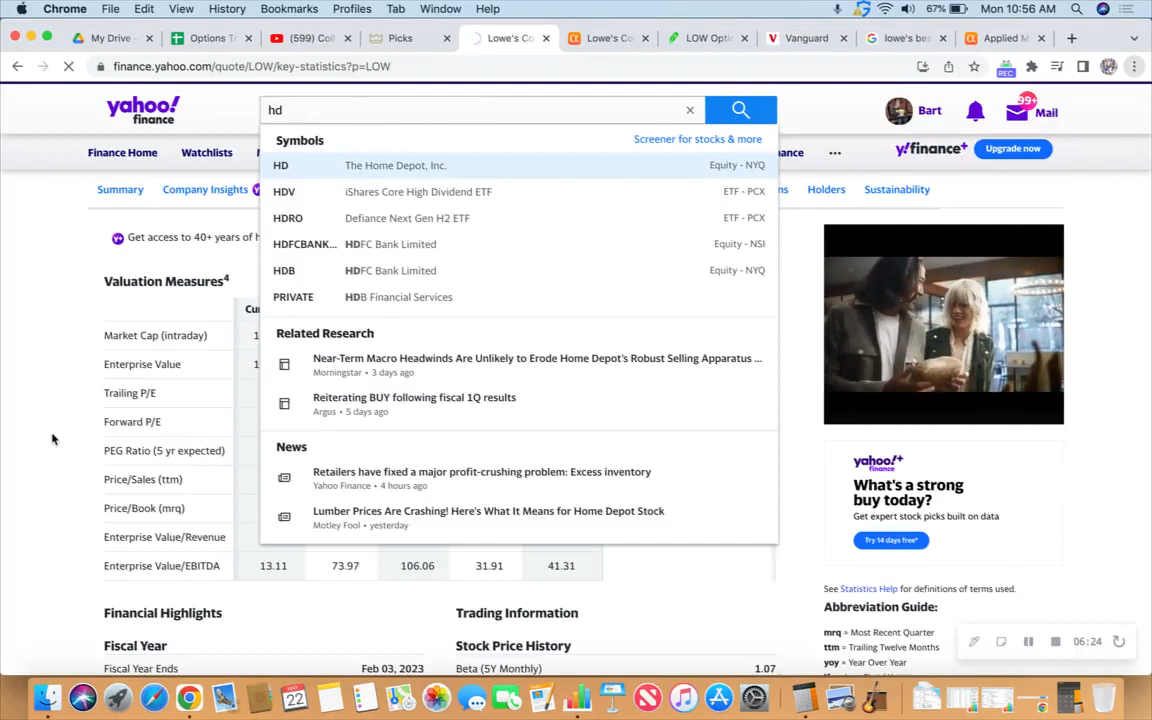 Chrome File Edit View History Bookmarks Profiles Tab Window Help 67% Mon 10:56 AM
My Drive - Options Tr (599) Coll Picks Lowe's Co Lowe's Co LOW Opti Vanguard lowe's bes Applied M
finance.yahoo.com/quote/LOW/key-statistics?p=LOW REC
yahoo!
finance
hd
Bart 99+ Mail
Finance Home Watchlists ... y!finance+ Upgrade now
Summary Company Insights Holders Sustainability
Symbols Screener for stocks & more
HD The Home Depot, Inc. Equity - NYQ
HDV iShares Core High Dividend ETF ETF - PCX
HDRO Defiance Next Gen H2 ETF ETF - PCX
HDFCBANK... HDFC Bank Limited Equity - NSI
HDB HDFC Bank Limited Equity - NYQ
PRIVATE HDB Financial Services
Related Research
Near-Term Macro Headwinds Are Unlikely to Erode Home Depot's Robust Selling Apparatus ...
Morningstar • 3 days ago
Reiterating BUY following fiscal 1Q results
Argus • 5 days ago
News
Retailers have fixed a major profit-crushing problem: Excess inventory
Yahoo Finance • 4 hours ago
Lumber Prices Are Crashing! Here's What It Means for Home Depot Stock
Motley Fool • yesterday
Y+ Get access to 40+ years of h
Valuation Measures4
Market Cap (intraday) 1
Enterprise Value 1
Trailing P/E
Forward P/E
PEG Ratio (5 yr expected)
Price/Sales (ttm)
Price/Book (mrq)
Enterprise Value/Revenue
Enterprise Value/EBITDA 13.11 73.97 106.06 31.91 41.31
Financial Highlights
Fiscal Year
Fiscal Year Ends Feb 03, 2023
Trading Information
Stock Price History
Beta (5Y Monthly) 1.07
yahoo!+
finance
What's a strong
buy today?
Get expert stock picks built on data
Try 14 days free*
See Statistics Help for definitions of terms used.
Abbreviation Guide:
mrq = Most Recent Quarter
ttm = Trailing Twelve Months
yoy = Year Over Year
06:24
MAY
22